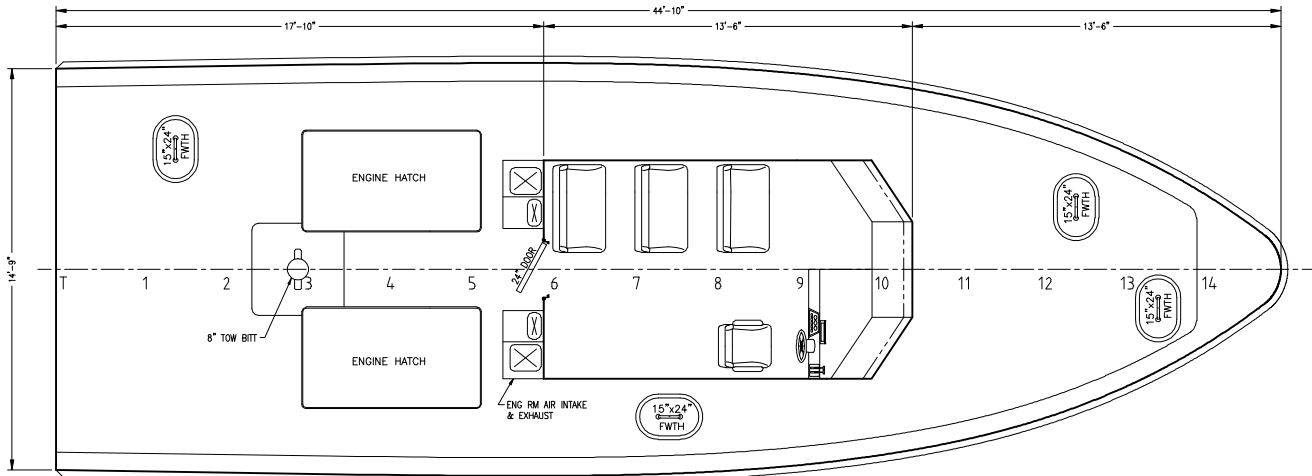 44'-10"
17'-10"
13'-6"
13'-6"
14'-9"
15"x24"
FWTH
ENGINE HATCH
15"x24"
FWTH
24" DOOR
T 1 2 3 4 5 6 7 8 9 10 11 12 13 14
15"x24"
FWTH
8" TOW BITT
ENGINE HATCH
ENG RM AIR INTAKE
& EXHAUST
15"x24"
FWTH